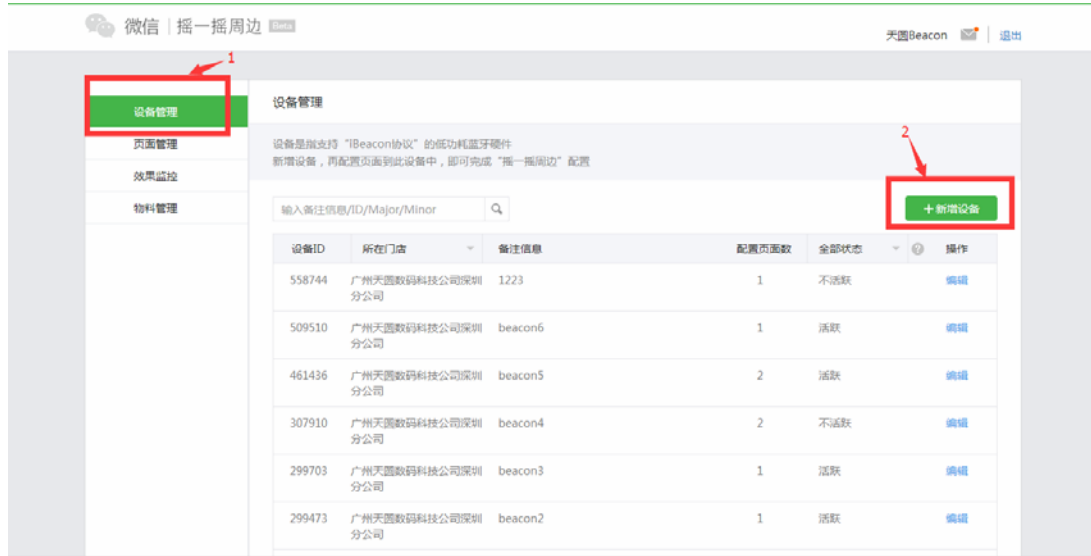 微信 | 摇一摇周边 Beta
天圆Beacon 退出
1
设备管理
页面管理
效果监控
物料管理
设备管理
设备是指支持“iBeacon协议”的低功耗蓝牙硬件
新增设备,再配置页面到此设备中,即可完成“摇一摇周边”配置
2
输入备注信息/ID/Major/Minor
+新增设备
设备ID 所在门店 备注信息 配置页面数 全部状态 ? 操作
558744 广州天圆数码科技公司深圳 1223 1 不活跃 编辑
分公司
509510 广州天圆数码科技公司深圳 beacon6 1 活跃 编辑
分公司
461436 广州天圆数码科技公司深圳 beacon5 2 活跃 编辑
分公司
307910 广州天圆数码科技公司深圳 beacon4 2 不活跃 编辑
分公司
299703 广州天圆数码科技公司深圳 beacon3 1 活跃 编辑
分公司
299473 广州天圆数码科技公司深圳 beacon2 1 活跃 编辑
分公司